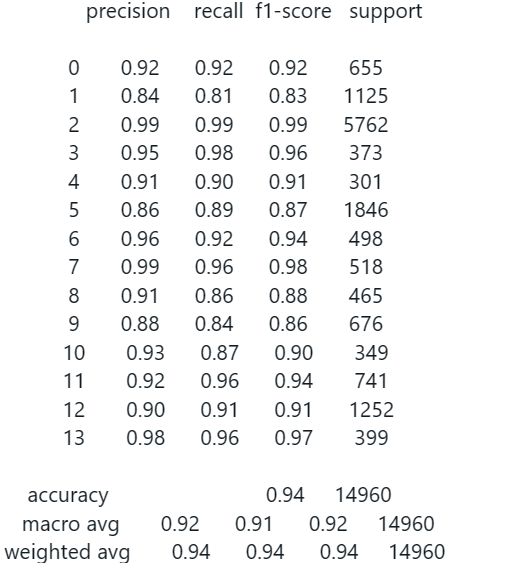 precision recall f1-score support
0 0.92 0.92 0.92 655
1 0.84 0.81 0.83 1125
2 0.99 0.99 0.99 5762
3 0.95 0.98 0.96 373
4 0.91 0.90 0.91 301
5 0.86 0.89 0.87 1846
6 0.96 0.92 0.94 498
7 0.99 0.96 0.98 518
8 0.91 0.86 0.88 465
9 0.88 0.84 0.86 676
10 0.93 0.87 0.90 349
11 0.92 0.96 0.94 741
12 0.90 0.91 0.91 1252
13 0.98 0.96 0.97 399
accuracy 0.94 14960
macro avg 0.92 0.91 0.92 14960
weighted avg 0.94 0.94 0.94 14960